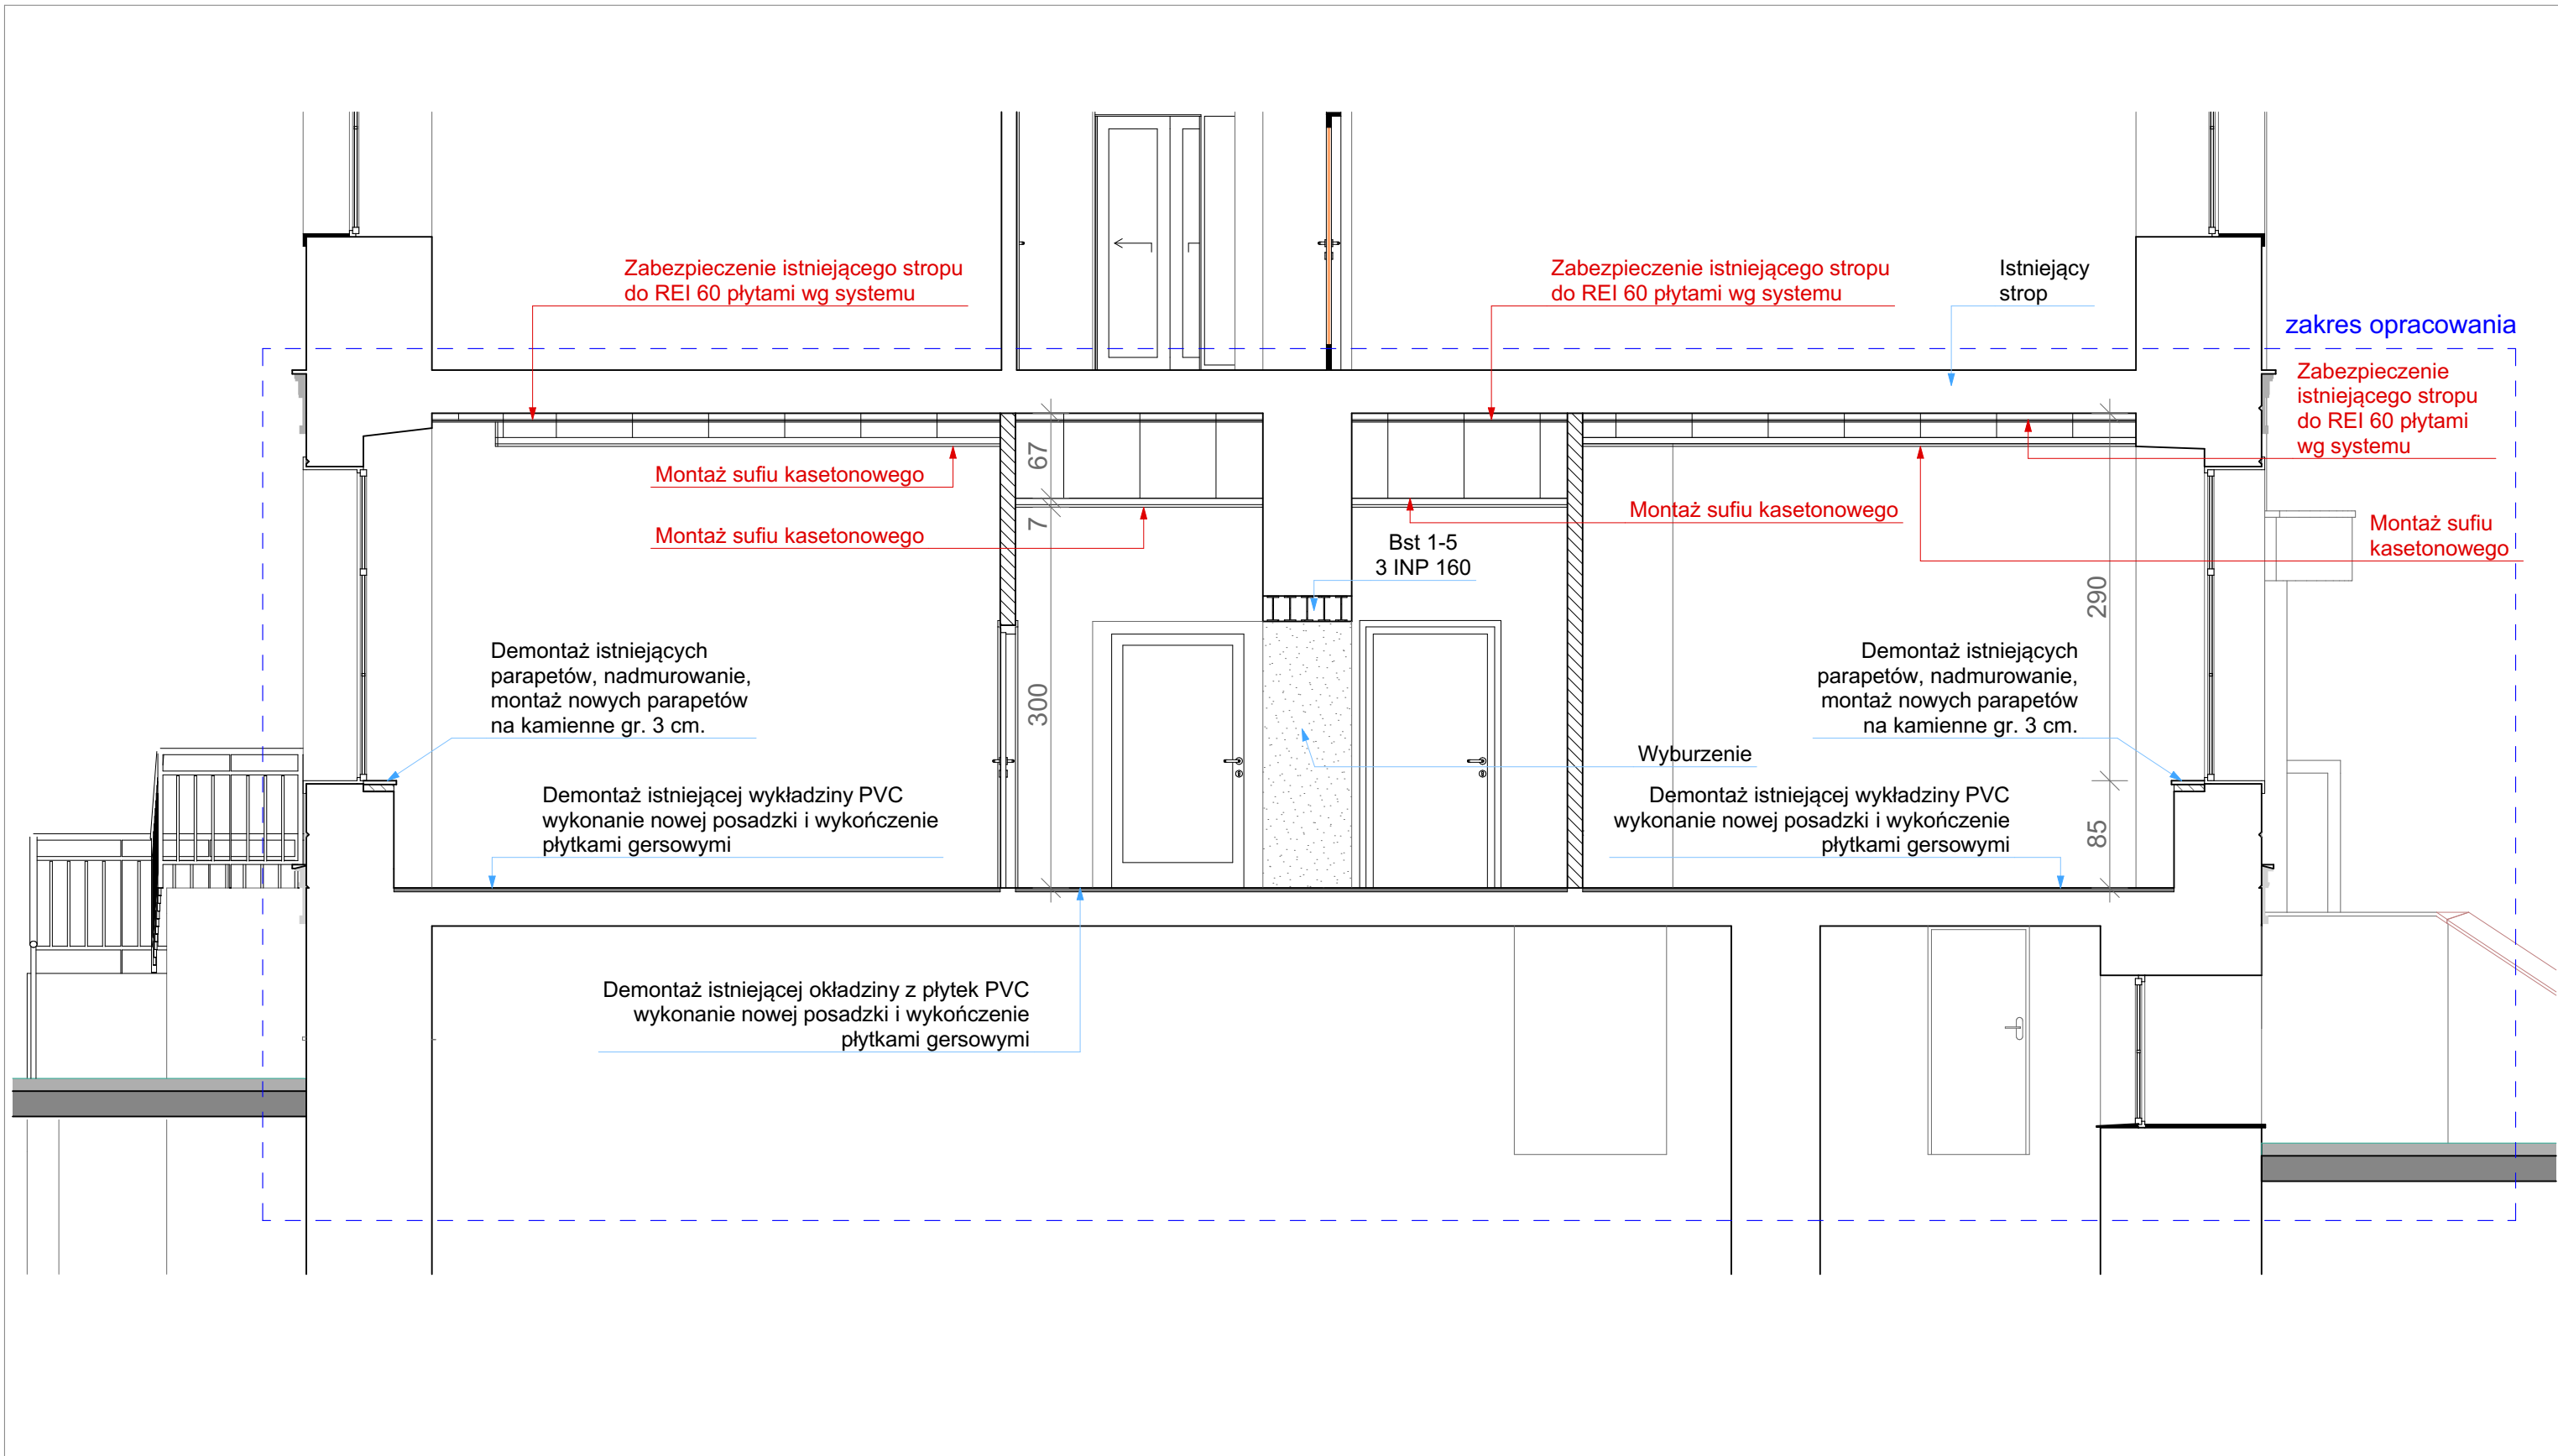 Zabezpieczenie istniejącego stropu
do REI 60 płytami wg systemu
Zabezpieczenie istniejącego stropu
do REI 60 płytami wg systemu
Istniejący
strop
zakres opracowania
Zabezpieczenie
istniejącego stropu
do REI 60 płytami
wg systemu
67
Montaż sufiu kasetonowego
7
Montaż sufiu kasetonowego
Montaż sufiu kasetonowego
Montaż sufiu
kasetonowego
Bst 1-5
3 INP 160
290
300
Demontaż istniejących
parapetów, nadmurowanie,
montaż nowych parapetów
na kamienne gr. 3 cm.
Demontaż istniejących
parapetów, nadmurowanie,
montaż nowych parapetów
na kamienne gr. 3 cm.
Wyburzenie
Demontaż istniejącej wykładziny PVC
wykonanie nowej posadzki i wykończenie
płytkami gersowymi
Demontaż istniejącej wykładziny PVC
wykonanie nowej posadzki i wykończenie
płytkami gersowymi
85
Demontaż istniejącej okładziny z płytek PVC
wykonanie nowej posadzki i wykończenie
płytkami gersowymi